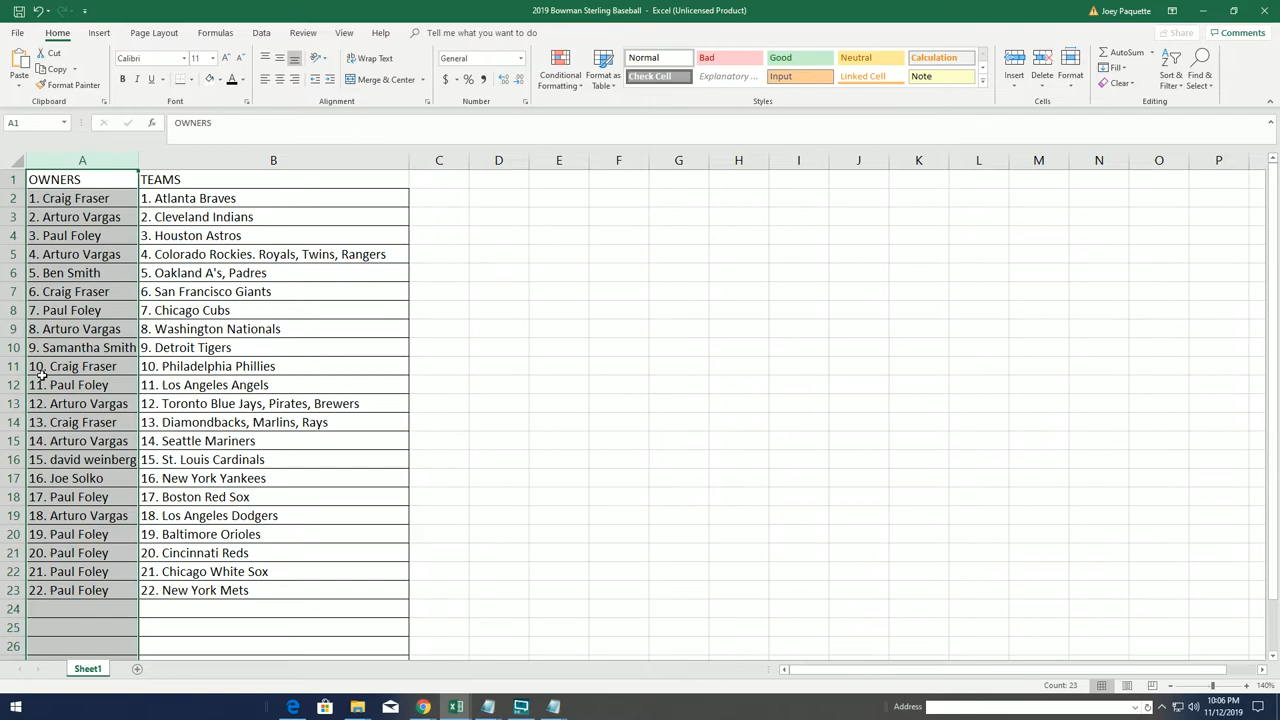 2019 Bowman Sterling Baseball - Excel (Unlicensed Product)
Joey Paquette
File Home Insert Page Layout Formulas Data Review View Help Tell me what you want to do
Share Comments
Paste
Cut
Copy
Format Painter
Clipboard
Calibri 11
B I U
Wrap Text
Merge & Center
Alignment
General
$ % ,
Number
Conditional Formatting
Format as Table
Normal Bad Good Neutral Calculation
Check Cell Explanatory ... Input Linked Cell Note
Styles
Insert Delete Format
Cells
AutoSum
Fill
Clear
Sort & Filter
Find & Select
Editing
A1 fx OWNERS
A B C D E F G H I J K L M N O P
1 OWNERS TEAMS
2 1. Craig Fraser 1. Atlanta Braves
3 2. Arturo Vargas 2. Cleveland Indians
4 3. Paul Foley 3. Houston Astros
5 4. Arturo Vargas 4. Colorado Rockies. Royals, Twins, Rangers
6 5. Ben Smith 5. Oakland A's, Padres
7 6. Craig Fraser 6. San Francisco Giants
8 7. Paul Foley 7. Chicago Cubs
9 8. Arturo Vargas 8. Washington Nationals
10 9. Samantha Smith 9. Detroit Tigers
11 10. Craig Fraser 10. Philadelphia Phillies
12 11. Paul Foley 11. Los Angeles Angels
13 12. Arturo Vargas 12. Toronto Blue Jays, Pirates, Brewers
14 13. Craig Fraser 13. Diamondbacks, Marlins, Rays
15 14. Arturo Vargas 14. Seattle Mariners
16 15. david weinberg 15. St. Louis Cardinals
17 16. Joe Solko 16. New York Yankees
18 17. Paul Foley 17. Boston Red Sox
19 18. Arturo Vargas 18. Los Angeles Dodgers
20 19. Paul Foley 19. Baltimore Orioles
21 20. Paul Foley 20. Cincinnati Reds
22 21. Paul Foley 21. Chicago White Sox
23 22. Paul Foley 22. New York Mets
24
25
26
Sheet1
Count: 23 140%
Address
10:06 PM
11/12/2019